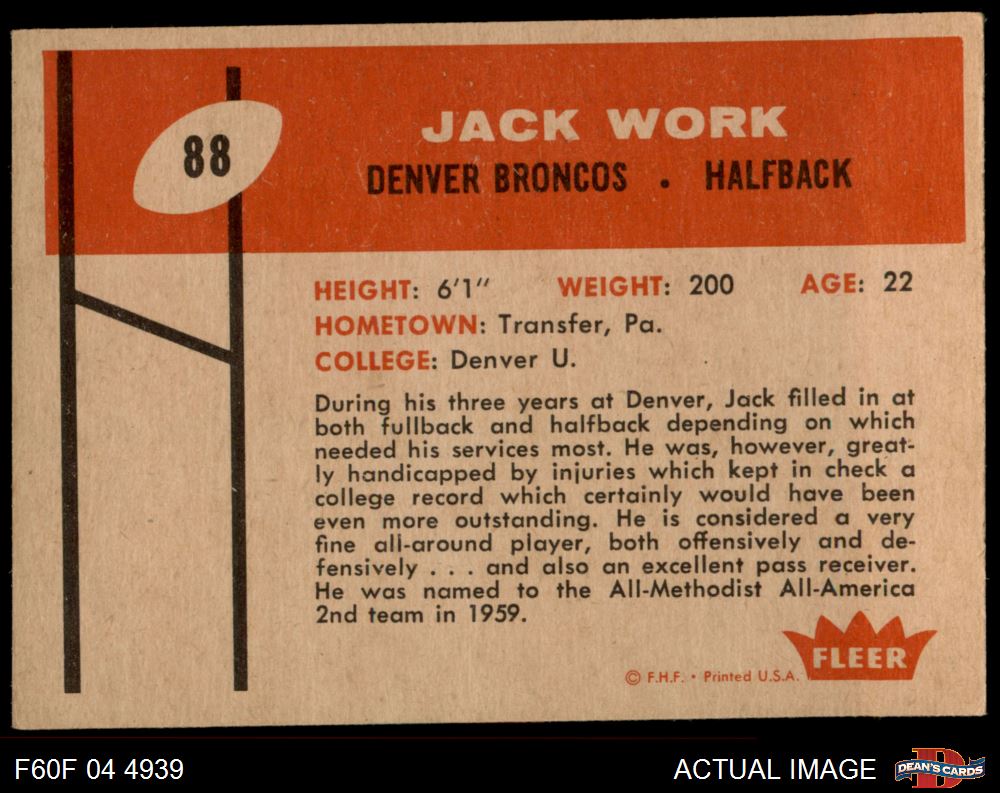 88
JACK WORK
DENVER BRONCOS . HALFBACK
HEIGHT: 6'1" WEIGHT: 200 AGE: 22
HOMETOWN: Transfer, Pa.
COLLEGE: Denver U.
During his three years at Denver, Jack filled in at
both fullback and halfback depending on which
needed his services most. He was, however, great-
ly handicapped by injuries which kept in check a
college record which certainly would have been
even more outstanding. He is considered a very
fine all-around player, both offensively and de-
fensively . . . and also an excellent pass receiver.
He was named to the All-Methodist All-America
2nd team in 1959.
FLEER
© F.H.F. • Printed U.S.A.
F60F 04 4939
ACTUAL IMAGE
D
DEAN'S CARDS